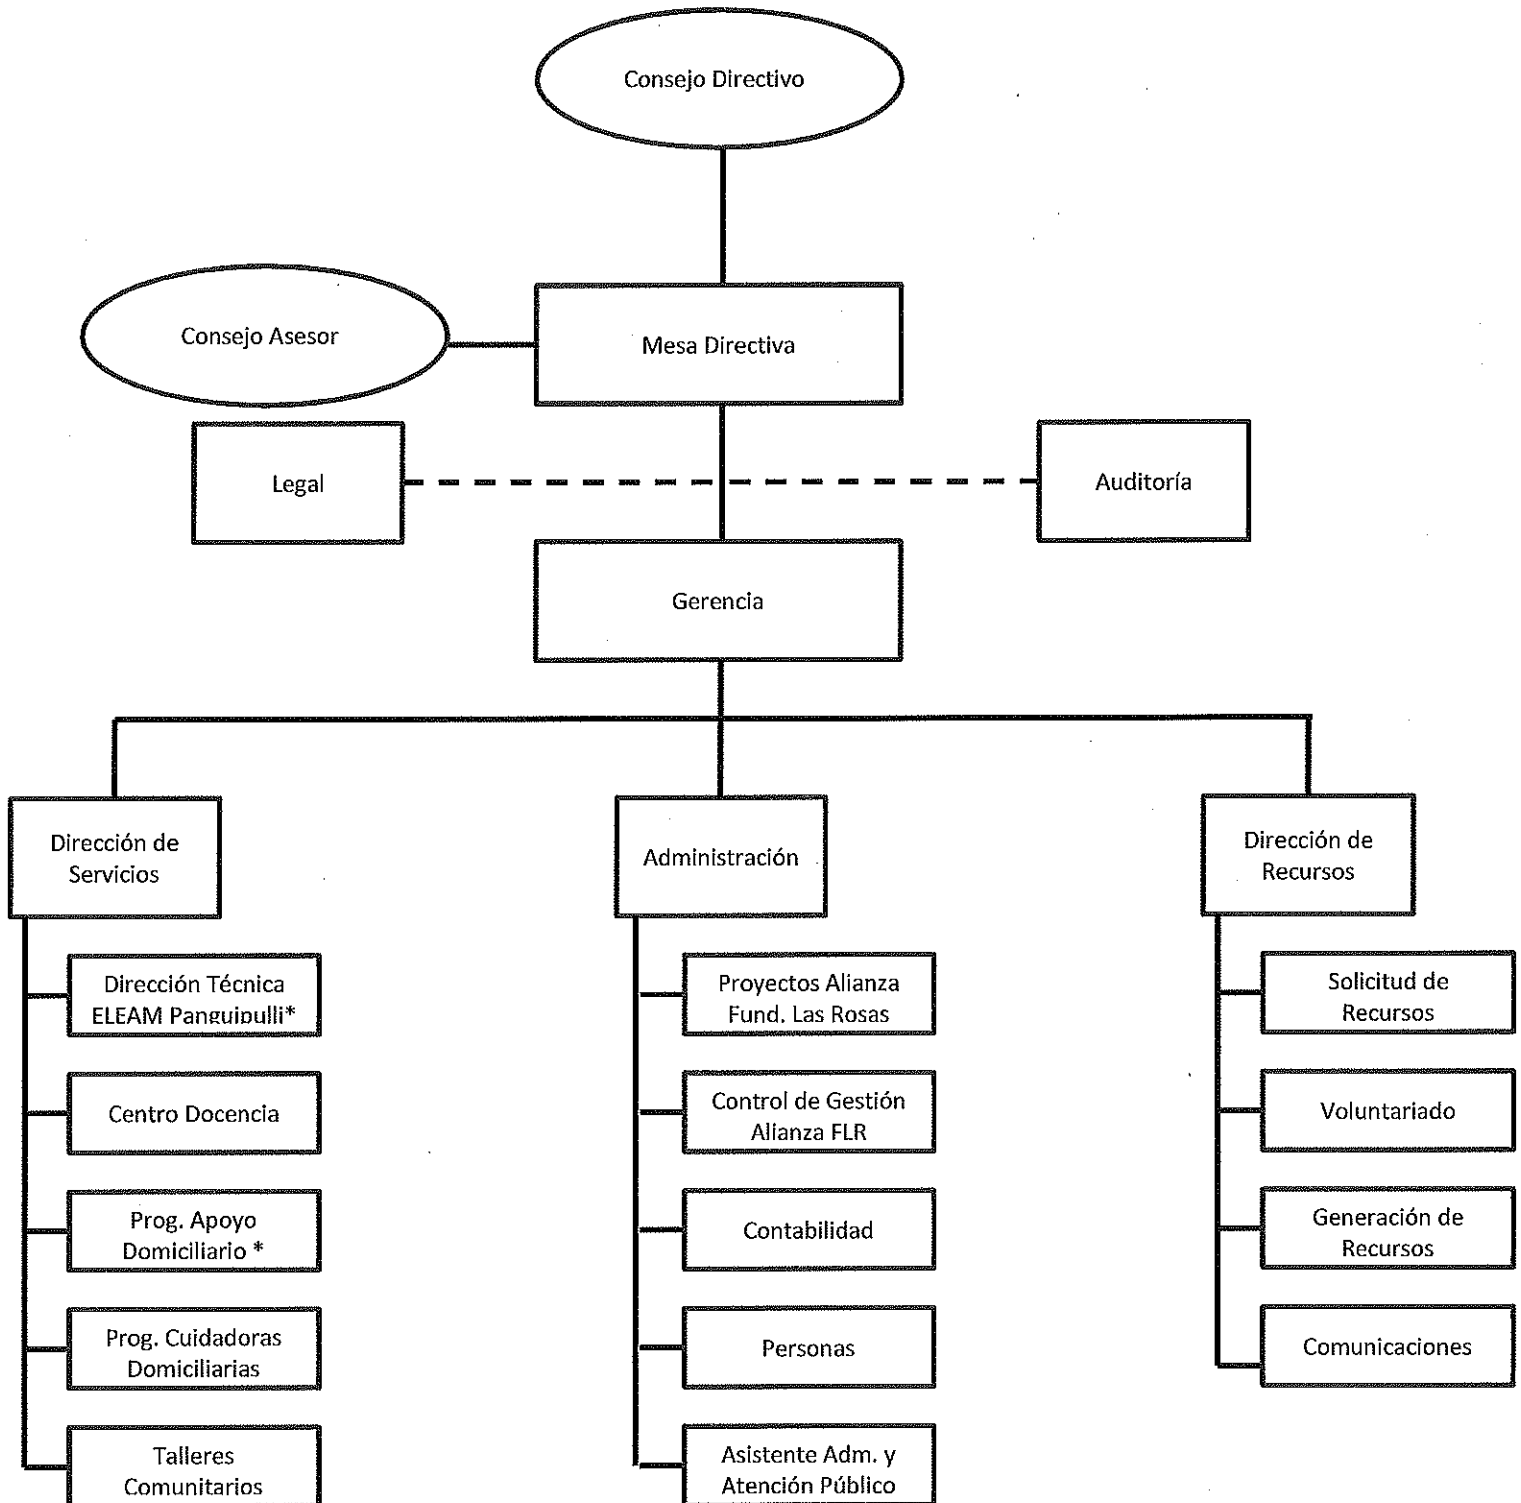 Consejo Directivo
Consejo Asesor
Mesa Directiva
Legal
Auditoría
Gerencia
Dirección de
Servicios
Administración
Dirección de
Recursos
Dirección Técnica
ELEAM Panguipulli*
Centro Docencia
Prog. Apoyo
Domiciliario *
Prog. Cuidadoras
Domiciliarias
Talleres
Comunitarios
Proyectos Alianza
Fund. Las Rosas
Control de Gestión
Alianza FLR
Contabilidad
Personas
Asistente Adm. y
Atención Público
Solicitud de
Recursos
Voluntariado
Generación de
Recursos
Comunicaciones